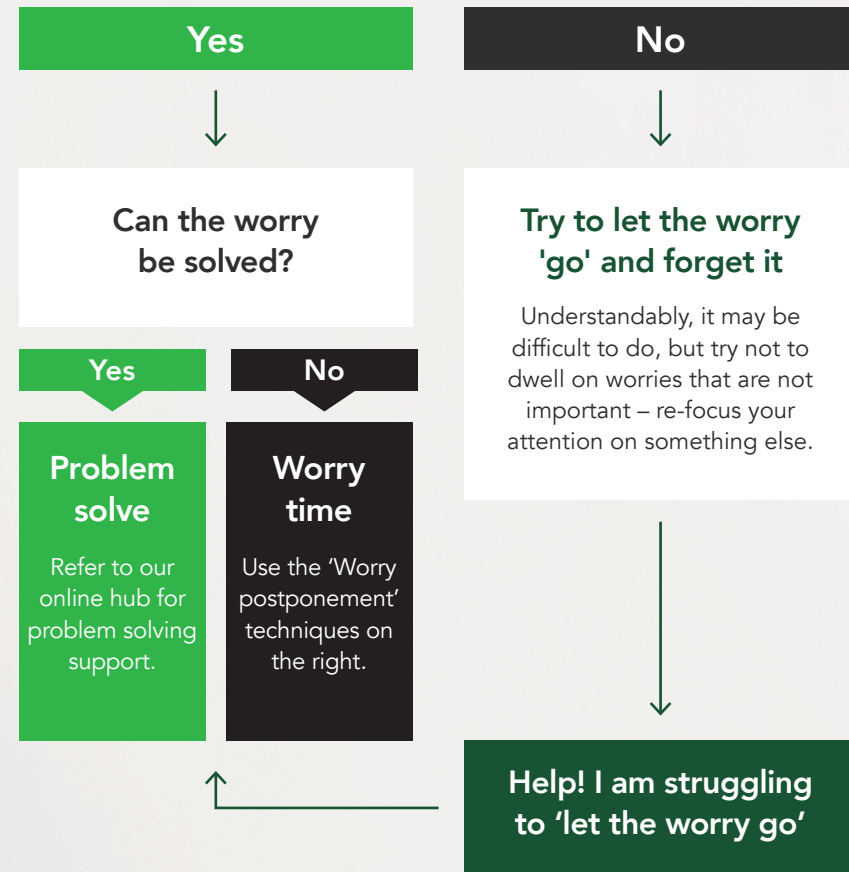 Yes
Can the worry
be solved?
Yes
Problem
solve
Refer to our
online hub for
problem solving
support.
No
Worry
time
Use the ‘Worry
postponement’
techniques on
the right.
No
Try to let the worry
'go' and forget it
Understandably, it may be
difficult to do, but try not to
dwell on worries that are not
important – re-focus your
attention on something else.
Help! I am struggling
to ‘let the worry go’